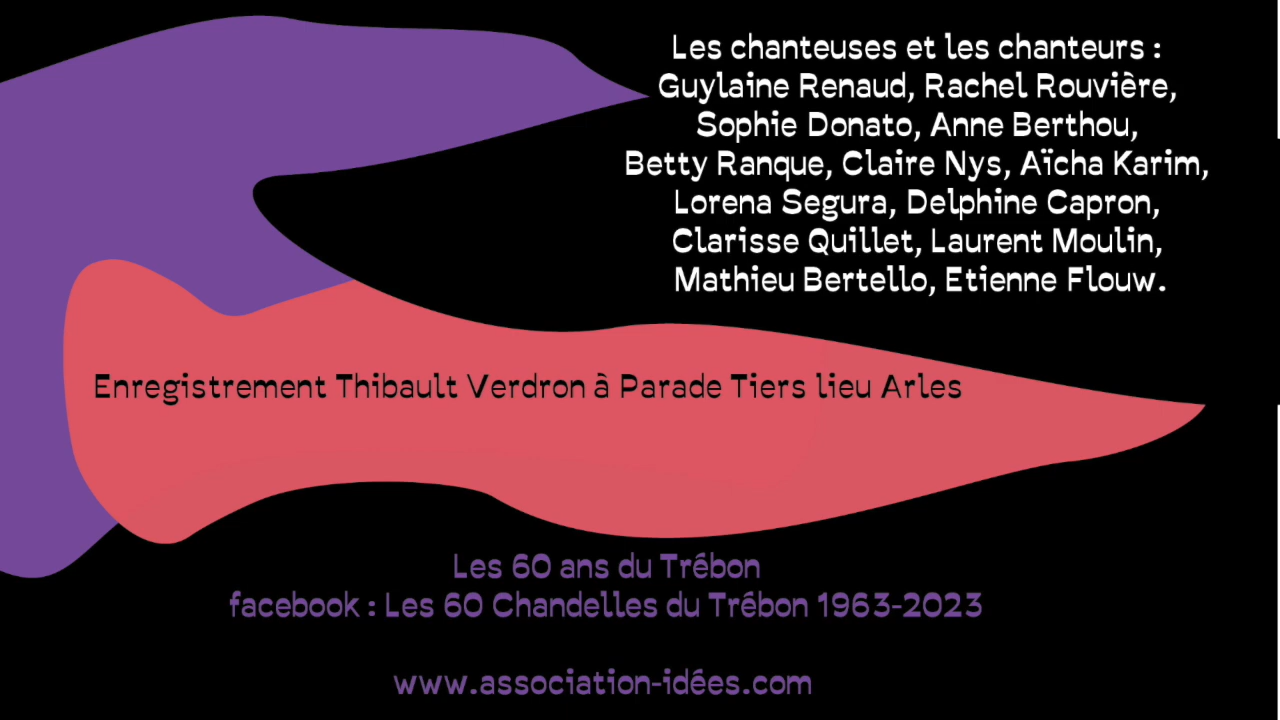 Les chanteuses et les chanteurs :
Guylaine Renaud, Rachel Rouvière,
Sophie Donato, Anne Berthou,
Betty Ranque, Claire Nys, Aïcha Karim,
Lorena Segura, Delphine Capron,
Clarisse Quillet, Laurent Moulin,
Mathieu Bertello, Etienne Flouw.
Enregistrement Thibault Verdron à Parade Tiers lieu Arles
Les 60 ans du Trébon
facebook : Les 60 Chandelles du Trébon 1963-2023
www.association-idées.com